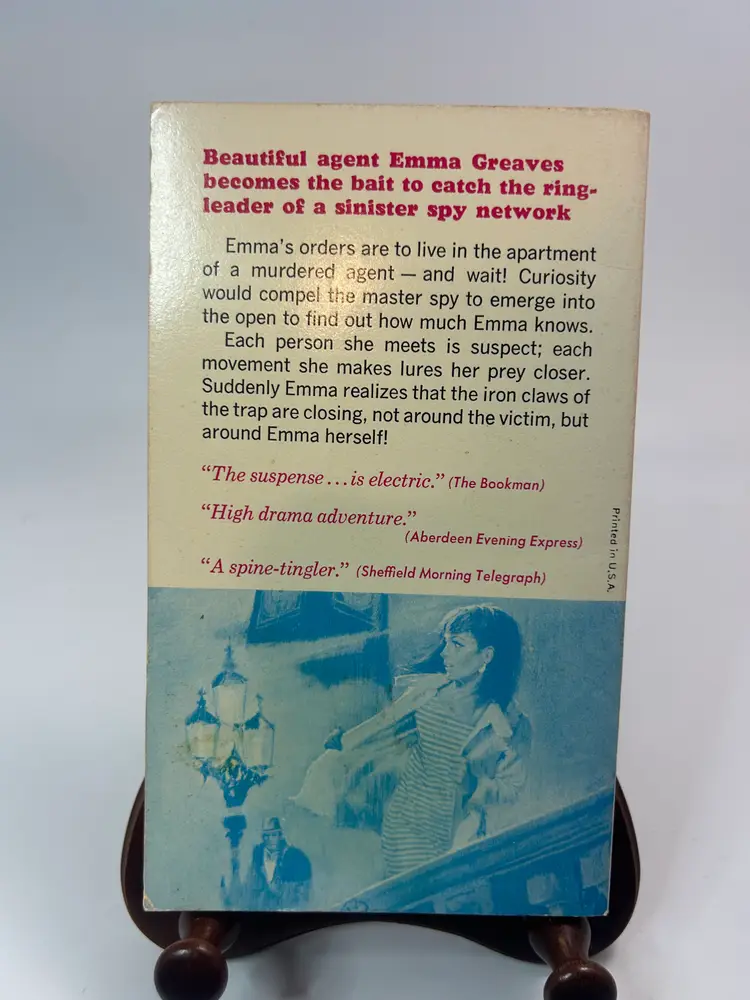 Beautiful agent Emma Greaves
becomes the bait to catch the ring-
leader of a sinister spy network
Emma's orders are to live in the apartment
of a murdered agent — and wait! Curiosity
would compel the master spy to emerge into
the open to find out how much Emma knows.
Each person she meets is suspect; each
movement she makes lures her prey closer.
Suddenly Emma realizes that the iron claws of
the trap are closing, not around the victim, but
around Emma herself!
“The suspense...is electric.” (The Bookman)
“High drama adventure.”
(Aberdeen Evening Express)
“A spine-tingler.” (Sheffield Morning Telegraph)
Printed in U.S.A.